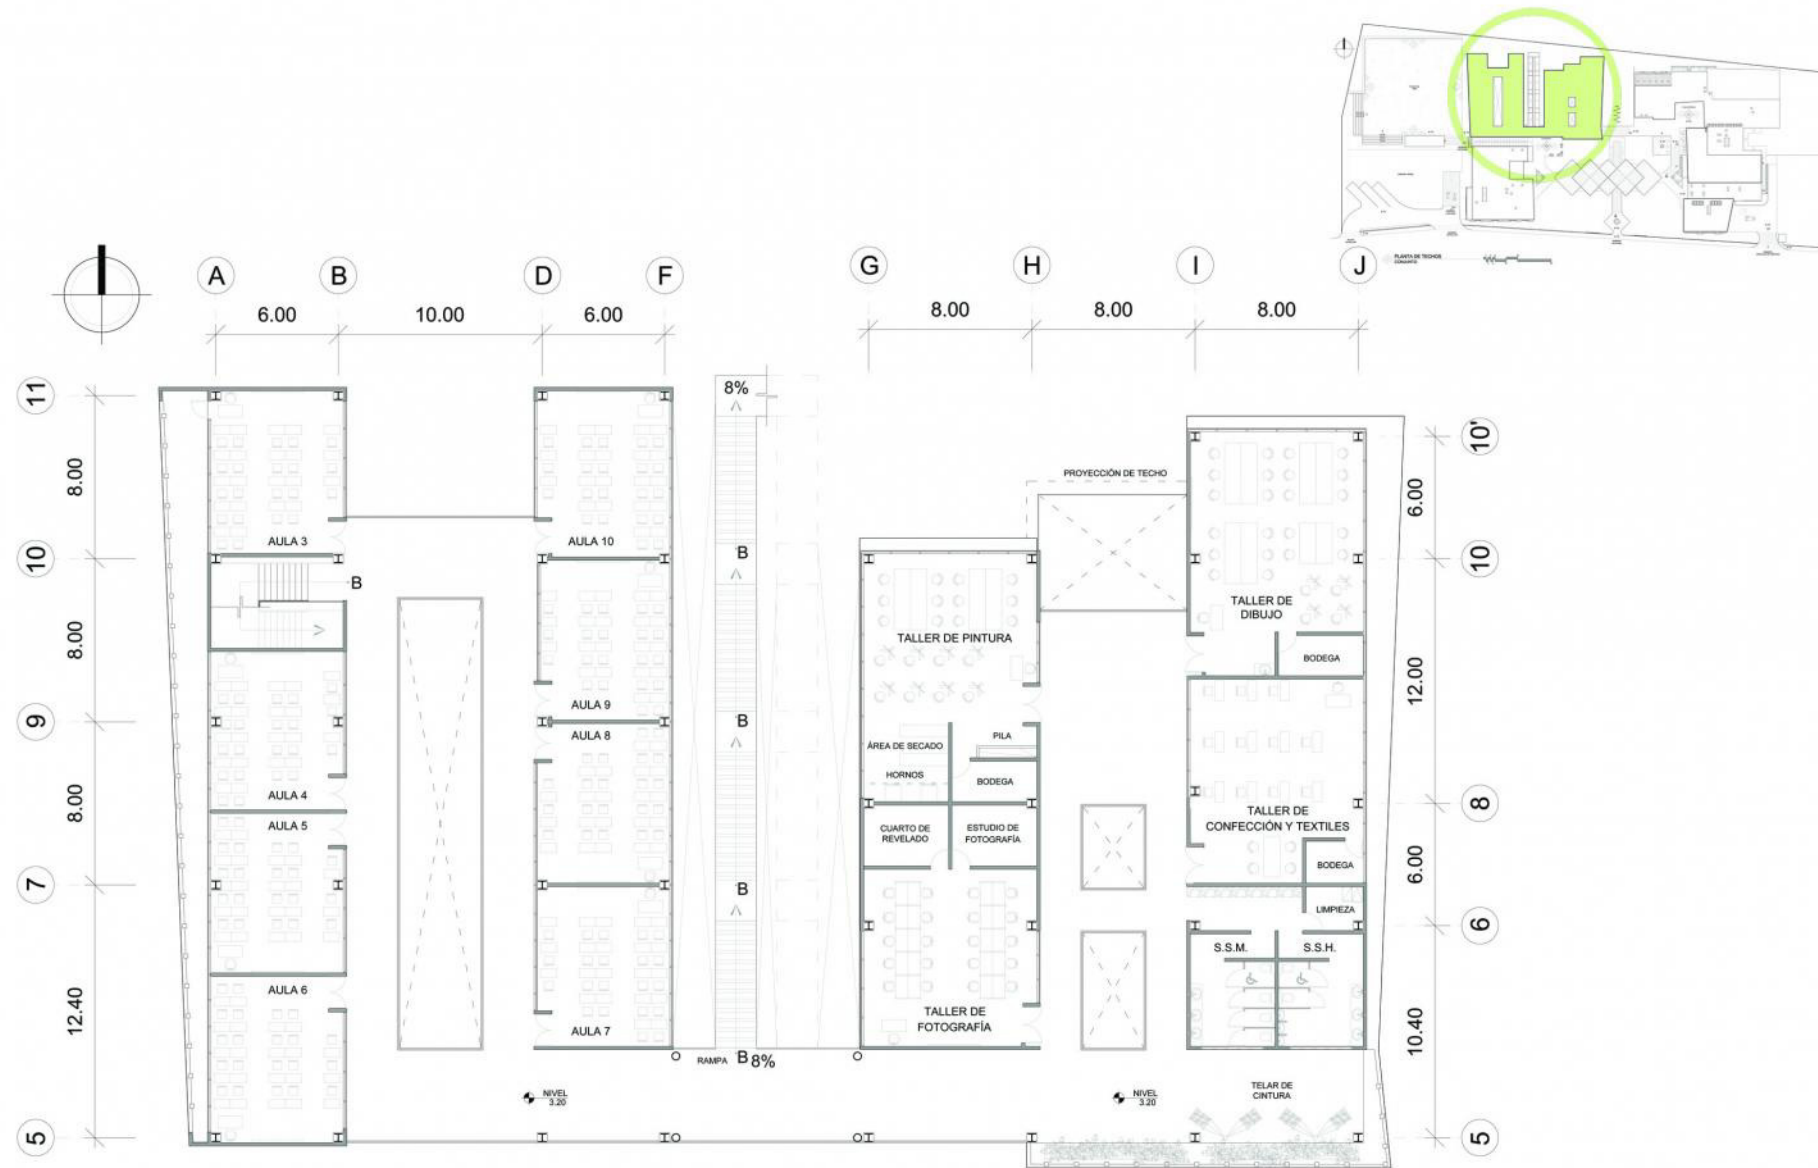 PLANTA DE TECHOS
CONJUNTO
A B D F G H I J
6.00 10.00 6.00 8.00 8.00 8.00
11
10
9
7
5
8.00
8.00
8.00
12.40
10'
10
8
6
5
6.00
12.00
6.00
10.40
8%
PROYECCIÓN DE TECHO
AULA 3
AULA 10
B
B
TALLER DE
DIBUJO
TALLER DE PINTURA
BODEGA
AULA 9
AULA 8
B
ÁREA DE SECADO
PILA
HORNOS
BODEGA
AULA 4
AULA 5
TALLER DE
CONFECCIÓN Y TEXTILES
CUARTO DE
REVELADO
ESTUDIO DE
FOTOGRAFÍA
BODEGA
B
LIMPIEZA
S.S.M.
S.S.H.
AULA 6
TALLER DE
FOTOGRAFÍA
AULA 7
RAMPA B 8%
NIVEL
3.20
NIVEL
3.20
TELAR DE
CINTURA